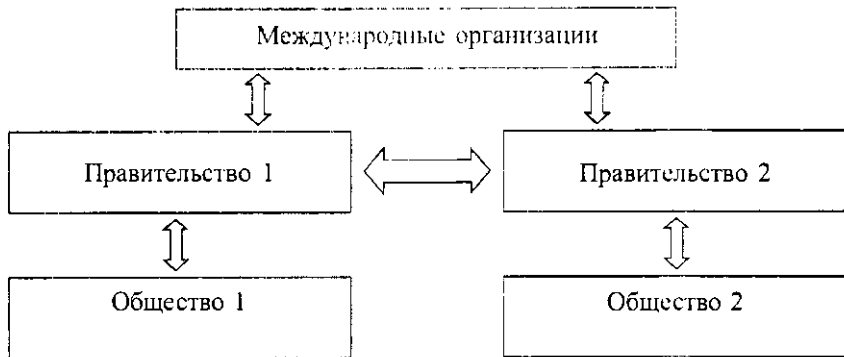 Международные организации
Правительство 1
Правительство 2
Общество 1
Общество 2